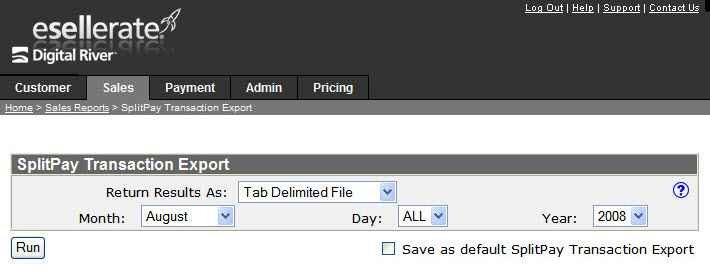 Log Out | Help | Support | Contact Us
esellerate.
Digital River
Customer Sales Payment Admin Pricing
Home > Sales Reports > SplitPay Transaction Export
SplitPay Transaction Export
Return Results As: Tab Delimited File ?
Month: August Day: ALL Year: 2008
Run Save as default SplitPay Transaction Export